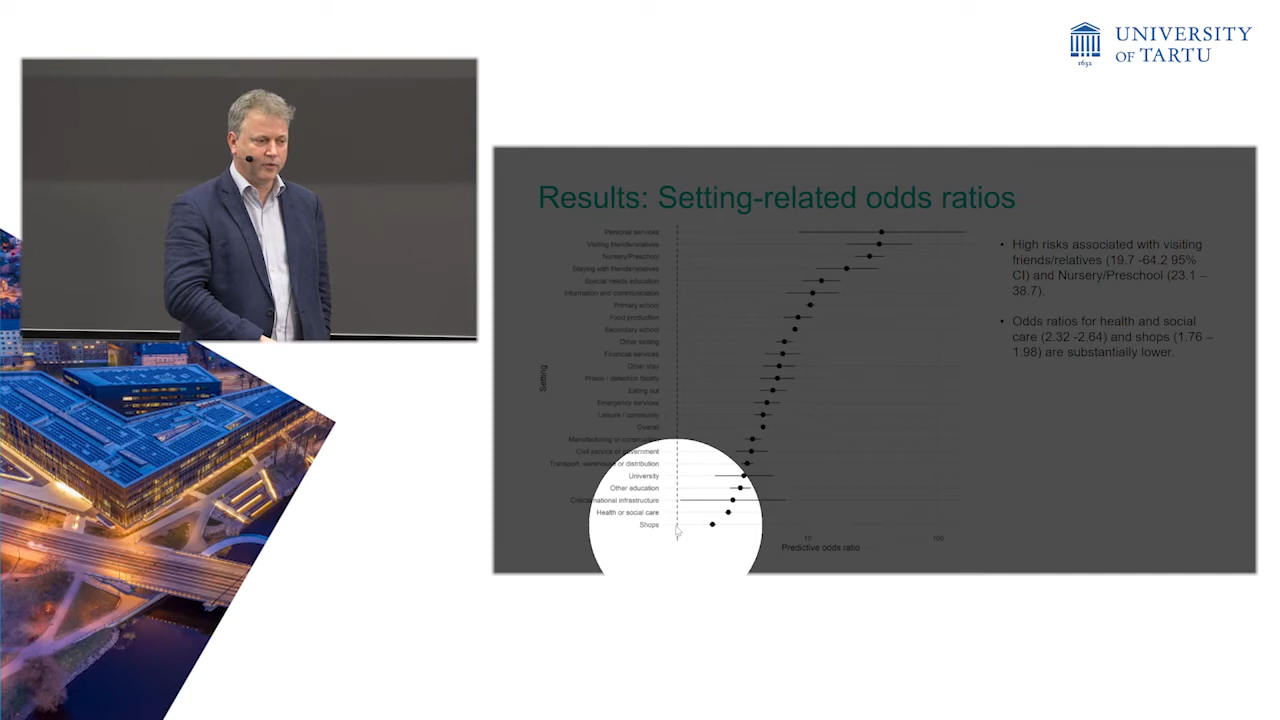 UNIVERSITY
OF TARTU
1632
Results: Setting-related odds ratios
Personal services
Visiting friends/relatives
Nursery/Preschool
Staying with friends/relatives
Special needs education
Information and communication
Primary school
Food production
Secondary school
Other setting
Financial services
Other stay
Prison / detention facility
Eating out
Emergency services
Leisure / community
Overall
Manufacturing or construction
Civil service or government
Transport, warehouse or distribution
University
Other education
Critical national infrastructure
Health or social care
Shops
Setting
10
100
Predictive odds ratio
• High risks associated with visiting
friends/relatives (19.7 -64.2 95%
CI) and Nursery/Preschool (23.1 –
38.7).
• Odds ratios for health and social
care (2.32 -2.64) and shops (1.76 –
1.98) are substantially lower.